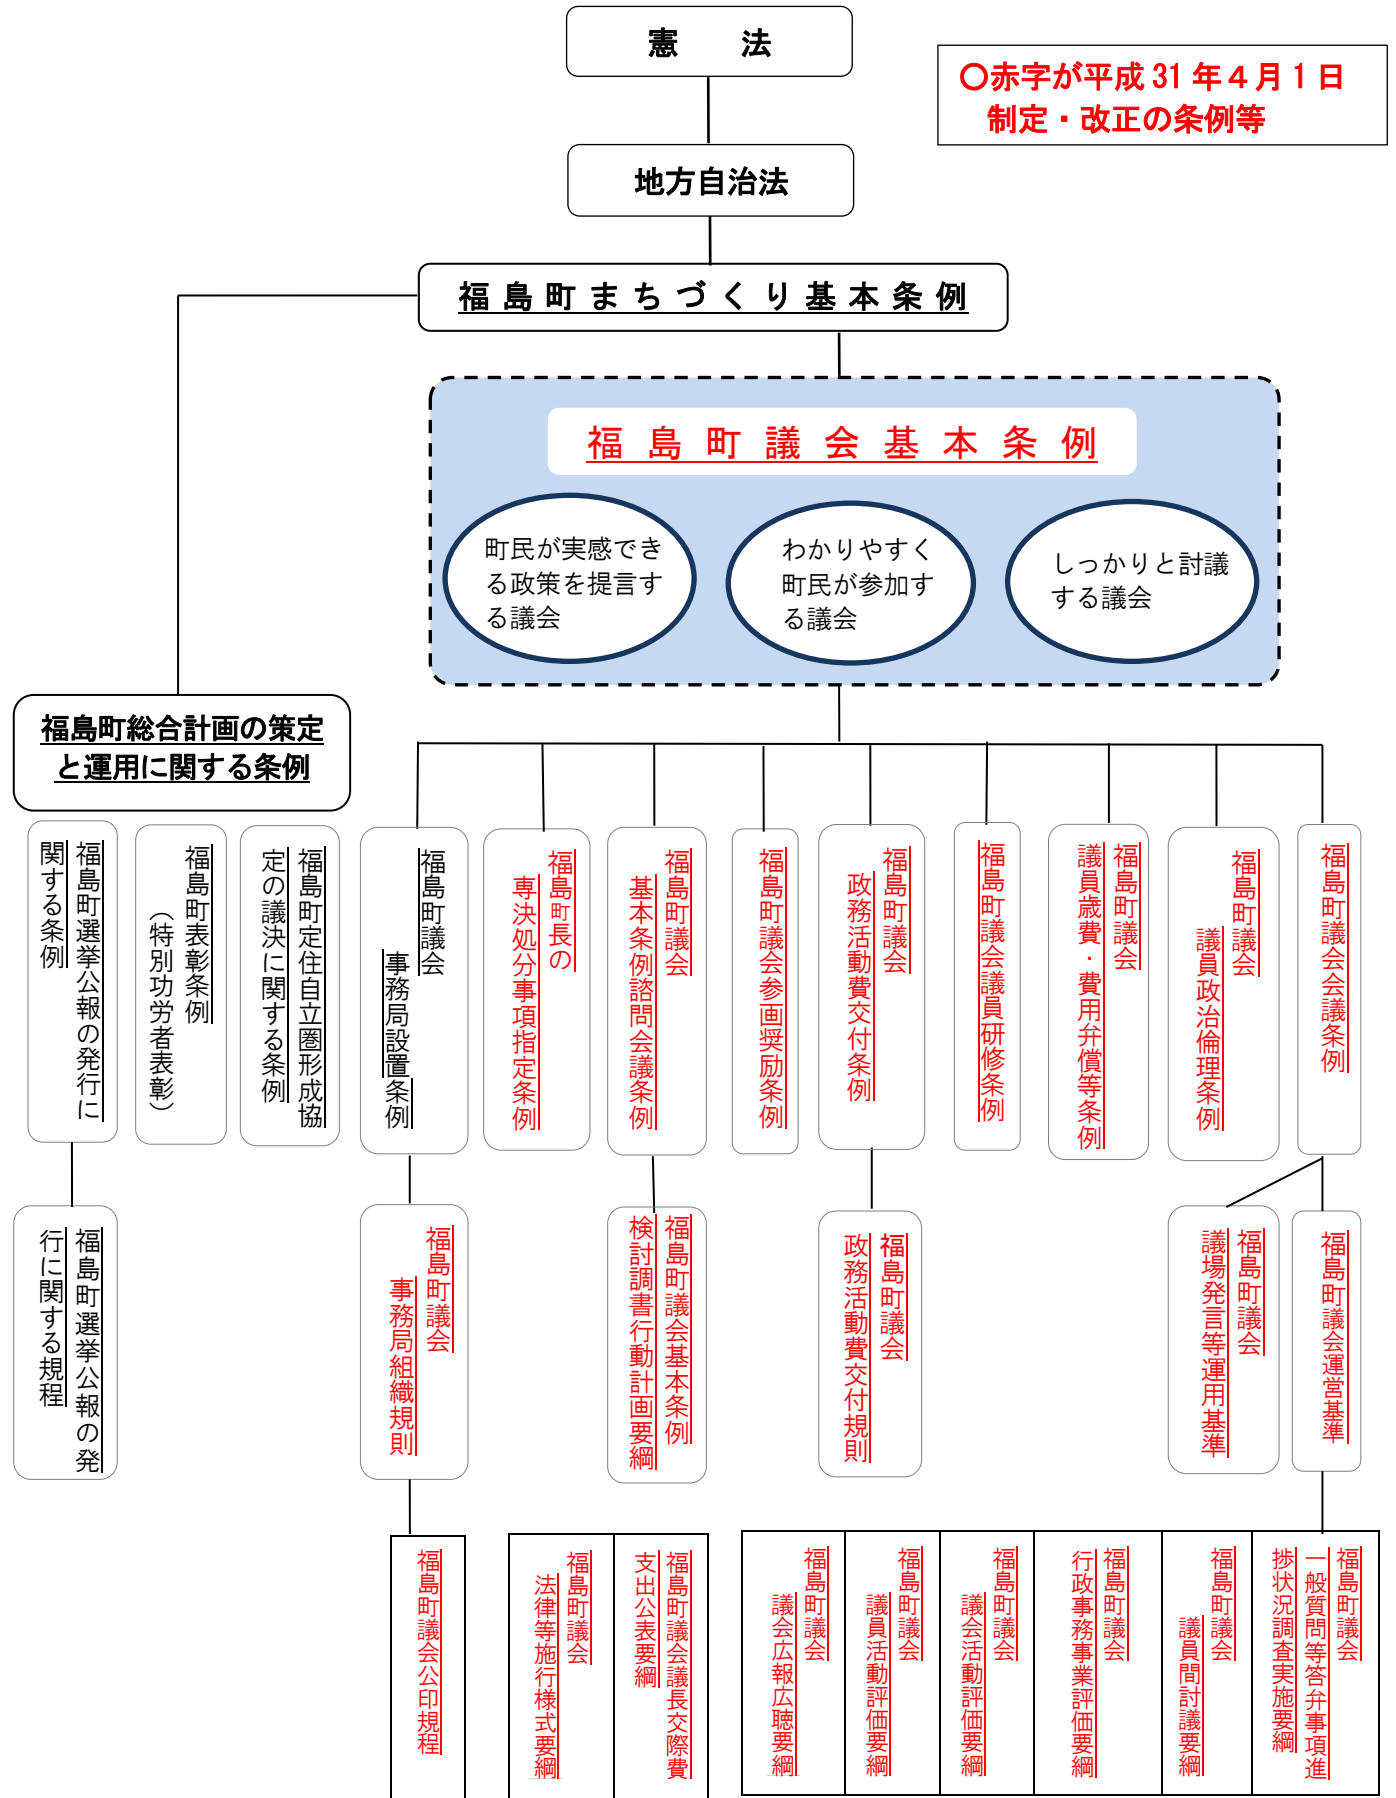 憲　　法
〇赤字が平成31年４月１日
制定・改正の条例等
地方自治法
福島町まちづくり基本条例
福島町議会基本条例
町民が実感でき
る政策を提言す
る議会
わかりやすく
町民が参加す
る議会
しっかりと討議
する議会
福島町総合計画の策定
と運用に関する条例
福島町選挙公報の発行に
関する条例
福島町表彰条例
（特別功労者表彰）
福島町定住自立圏形成協
定の議決に関する条例
福島町議会
事務局設置条例
福島町長の
専決処分事項指定条例
福島町議会
基本条例諮問会議条例
福島町議会参画奨励条例
福島町議会
政務活動費交付条例
福島町議会議員研修条例
福島町議会
議員歳費・費用弁償等条例
福島町議会
議員政治倫理条例
福島町議会会議条例
福島町選挙公報の発
行に関する規程
福島町議会
事務局組織規則
福島町議会基本条例
検討調書行動計画要綱
福島町議会
政務活動費交付規則
福島町議会
議場発言等運用基準
福島町議会運営基準
福島町議会公印規程
福島町議会
法律等施行様式要綱
福島町議会議長交際費
支出公表要綱
福島町議会
議会広報広聴要綱
福島町議会
議員活動評価要綱
福島町議会
議会活動評価要綱
福島町議会
行政事務事業評価要綱
福島町議会
議員間討議要綱
福島町議会
一般質問等答弁事項進
捗状況調査実施要綱